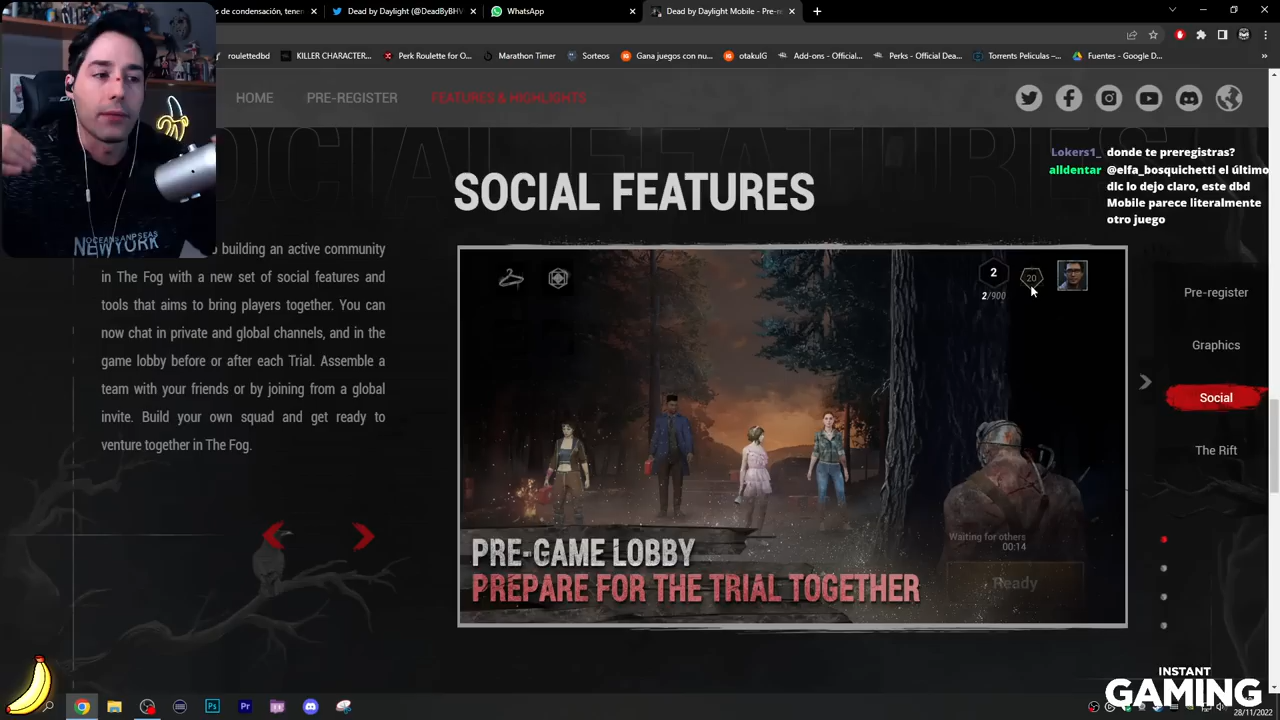 s de condensación, tenen
Dead by Daylight (@DeadByBHV
WhatsApp
Dead by Daylight Mobile - Pre-re
roulettedbd
KILLER CHARACTER...
Perk Roulette for O...
Marathon Timer
Sorteos
Gana juegos con nu...
otakulG
Add-ons - Official...
Perks - Official Dea...
Torrents Peliculas –...
Fuentes - Google D...
HOME
PRE-REGISTER
FEATURES & HIGHLIGHTS
Lokers1_ donde te preregistras?
alldentar @elfa_bosquichetti el último
dlc lo dejo claro, este dbd
Mobile parece literalmente
otro juego
SOCIAL FEATURES
NEWYORK
building an active community
in The Fog with a new set of social features and
tools that aims to bring players together. You can
now chat in private and global channels, and in the
game lobby before or after each Trial. Assemble a
team with your friends or by joining from a global
invite. Build your own squad and get ready to
venture together in The Fog.
2
2/900
20
Waiting for others
00:14
Ready
PRE-GAME LOBBY
PREPARE FOR THE TRIAL TOGETHER
Pre-register
Graphics
Social
The Rift
INSTANT
GAMING
Ps
Pr
28/11/2022